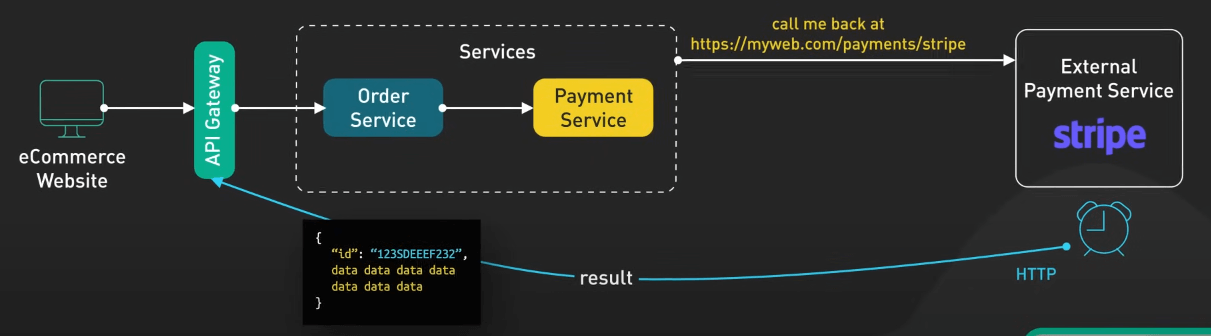 call me back at
https://myweb.com/payments/stripe
Services
External
Payment Service
stripe
API Gateway
Order
Service
Payment
Service
eCommerce
Website
{
“id”: “123SDEEEF232”,
data data data data
data data data
}
result
HTTP